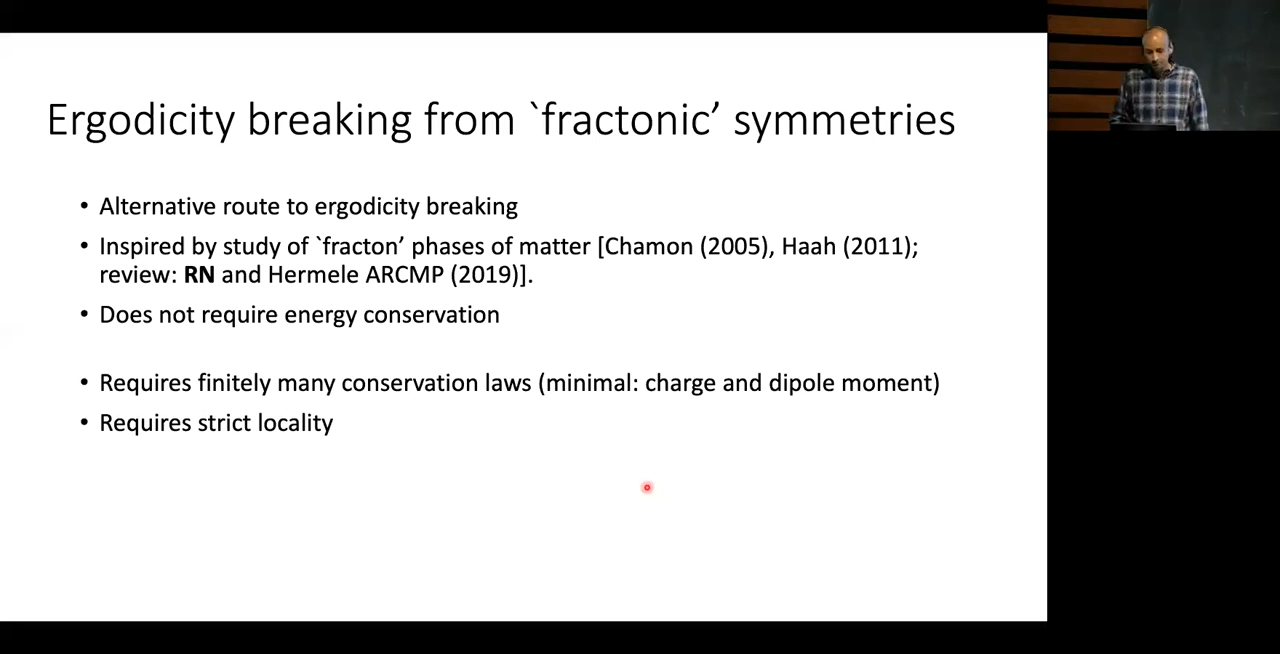 Ergodicity breaking from `fractonic’ symmetries
• Alternative route to ergodicity breaking
• Inspired by study of `fracton’ phases of matter [Chamon (2005), Haah (2011);
review: RN and Hermele ARCMP (2019)].
• Does not require energy conservation
• Requires finitely many conservation laws (minimal: charge and dipole moment)
• Requires strict locality